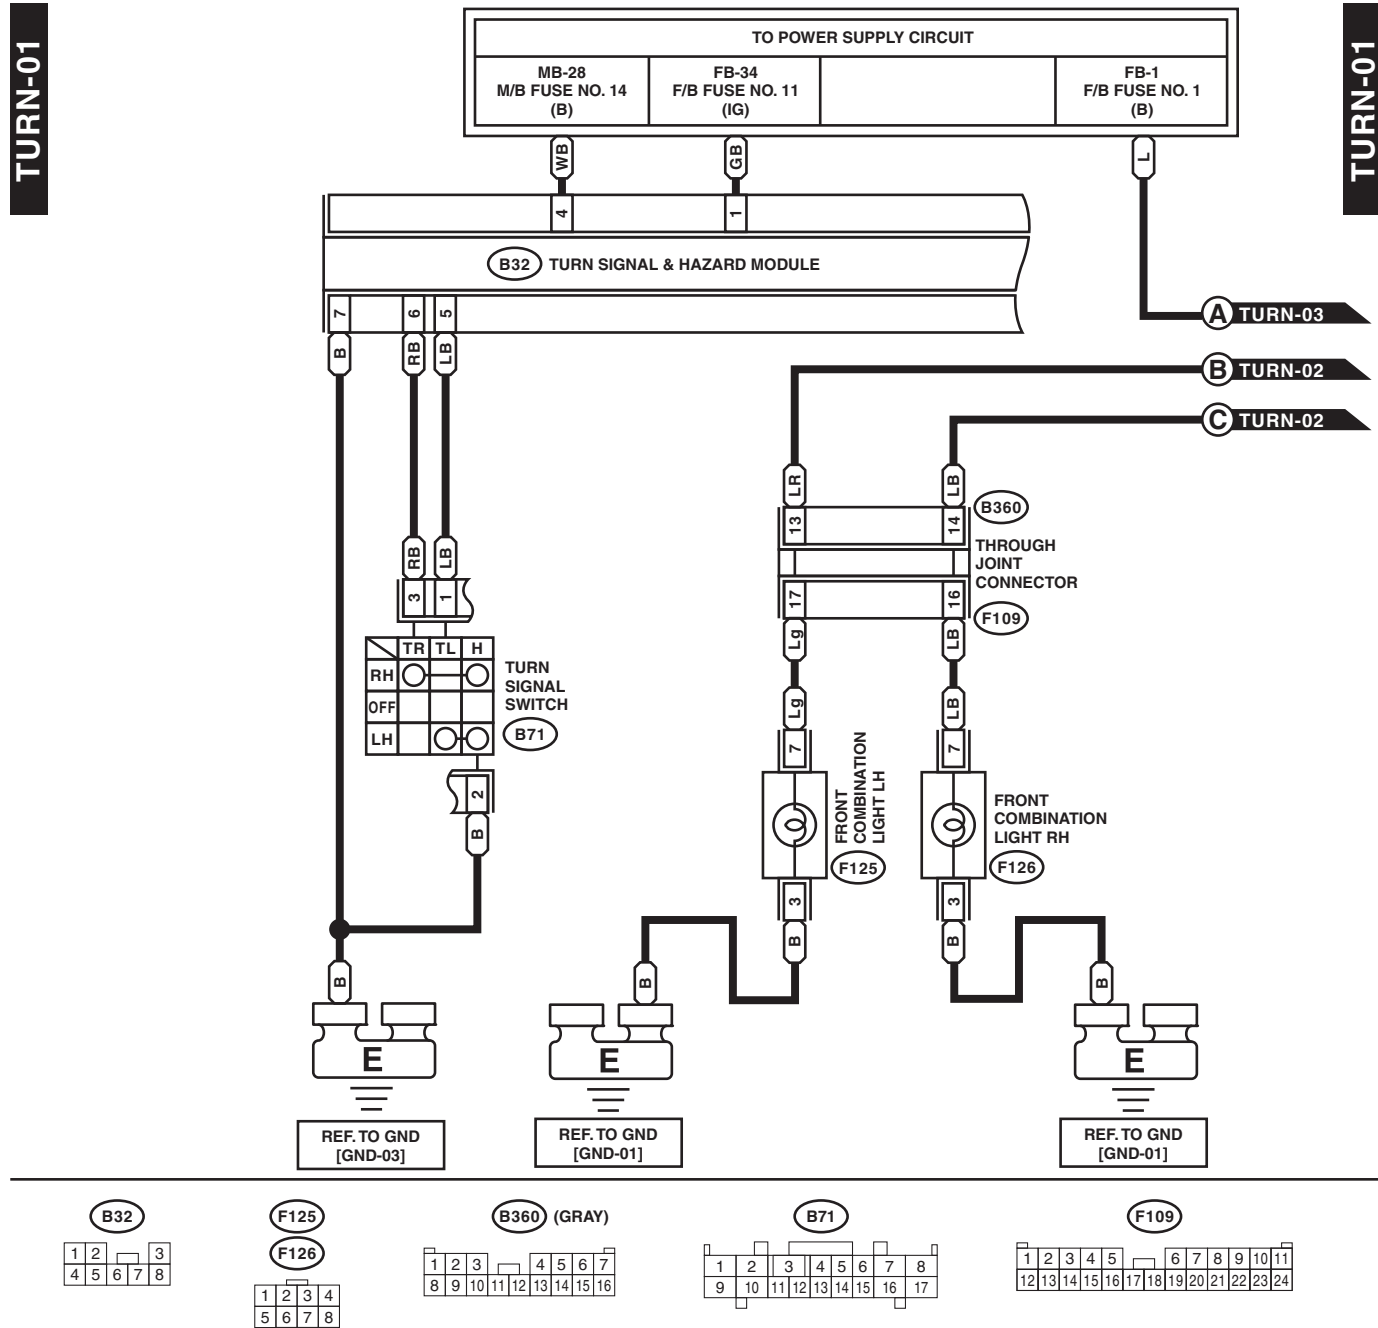 TURN-01
TURN-01
TO POWER SUPPLY CIRCUIT
MB-28
M/B FUSE NO. 14
(B)
FB-34
F/B FUSE NO. 11
(IG)
FB-1
F/B FUSE NO. 1
(B)
WB
GB
L
4
1
B32 TURN SIGNAL & HAZARD MODULE
7
6
5
B
RB
LB
A TURN-03
B TURN-02
C TURN-02
LR
LB
13
14
B360
THROUGH
JOINT
CONNECTOR
17
16
F109
Lg
LB
RB
LB
3
1
TR TL H
RH
OFF
LH
TURN
SIGNAL
SWITCH
B71
2
B
Lg
LB
7
7
FRONT
COMBINATION
LIGHT LH
F125
FRONT
COMBINATION
LIGHT RH
F126
3
3
B
B
B
B
B
E
E
E
REF. TO GND
[GND-03]
REF. TO GND
[GND-01]
REF. TO GND
[GND-01]
B32
1 2 3
4 5 6 7 8
F125
F126
1 2 3 4
5 6 7 8
B360 (GRAY)
1 2 3 4 5 6 7
8 9 10 11 12 13 14 15 16
B71
1 2 3 4 5 6 7 8
9 10 11 12 13 14 15 16 17
F109
1 2 3 4 5 6 7 8 9 10 11
12 13 14 15 16 17 18 19 20 21 22 23 24